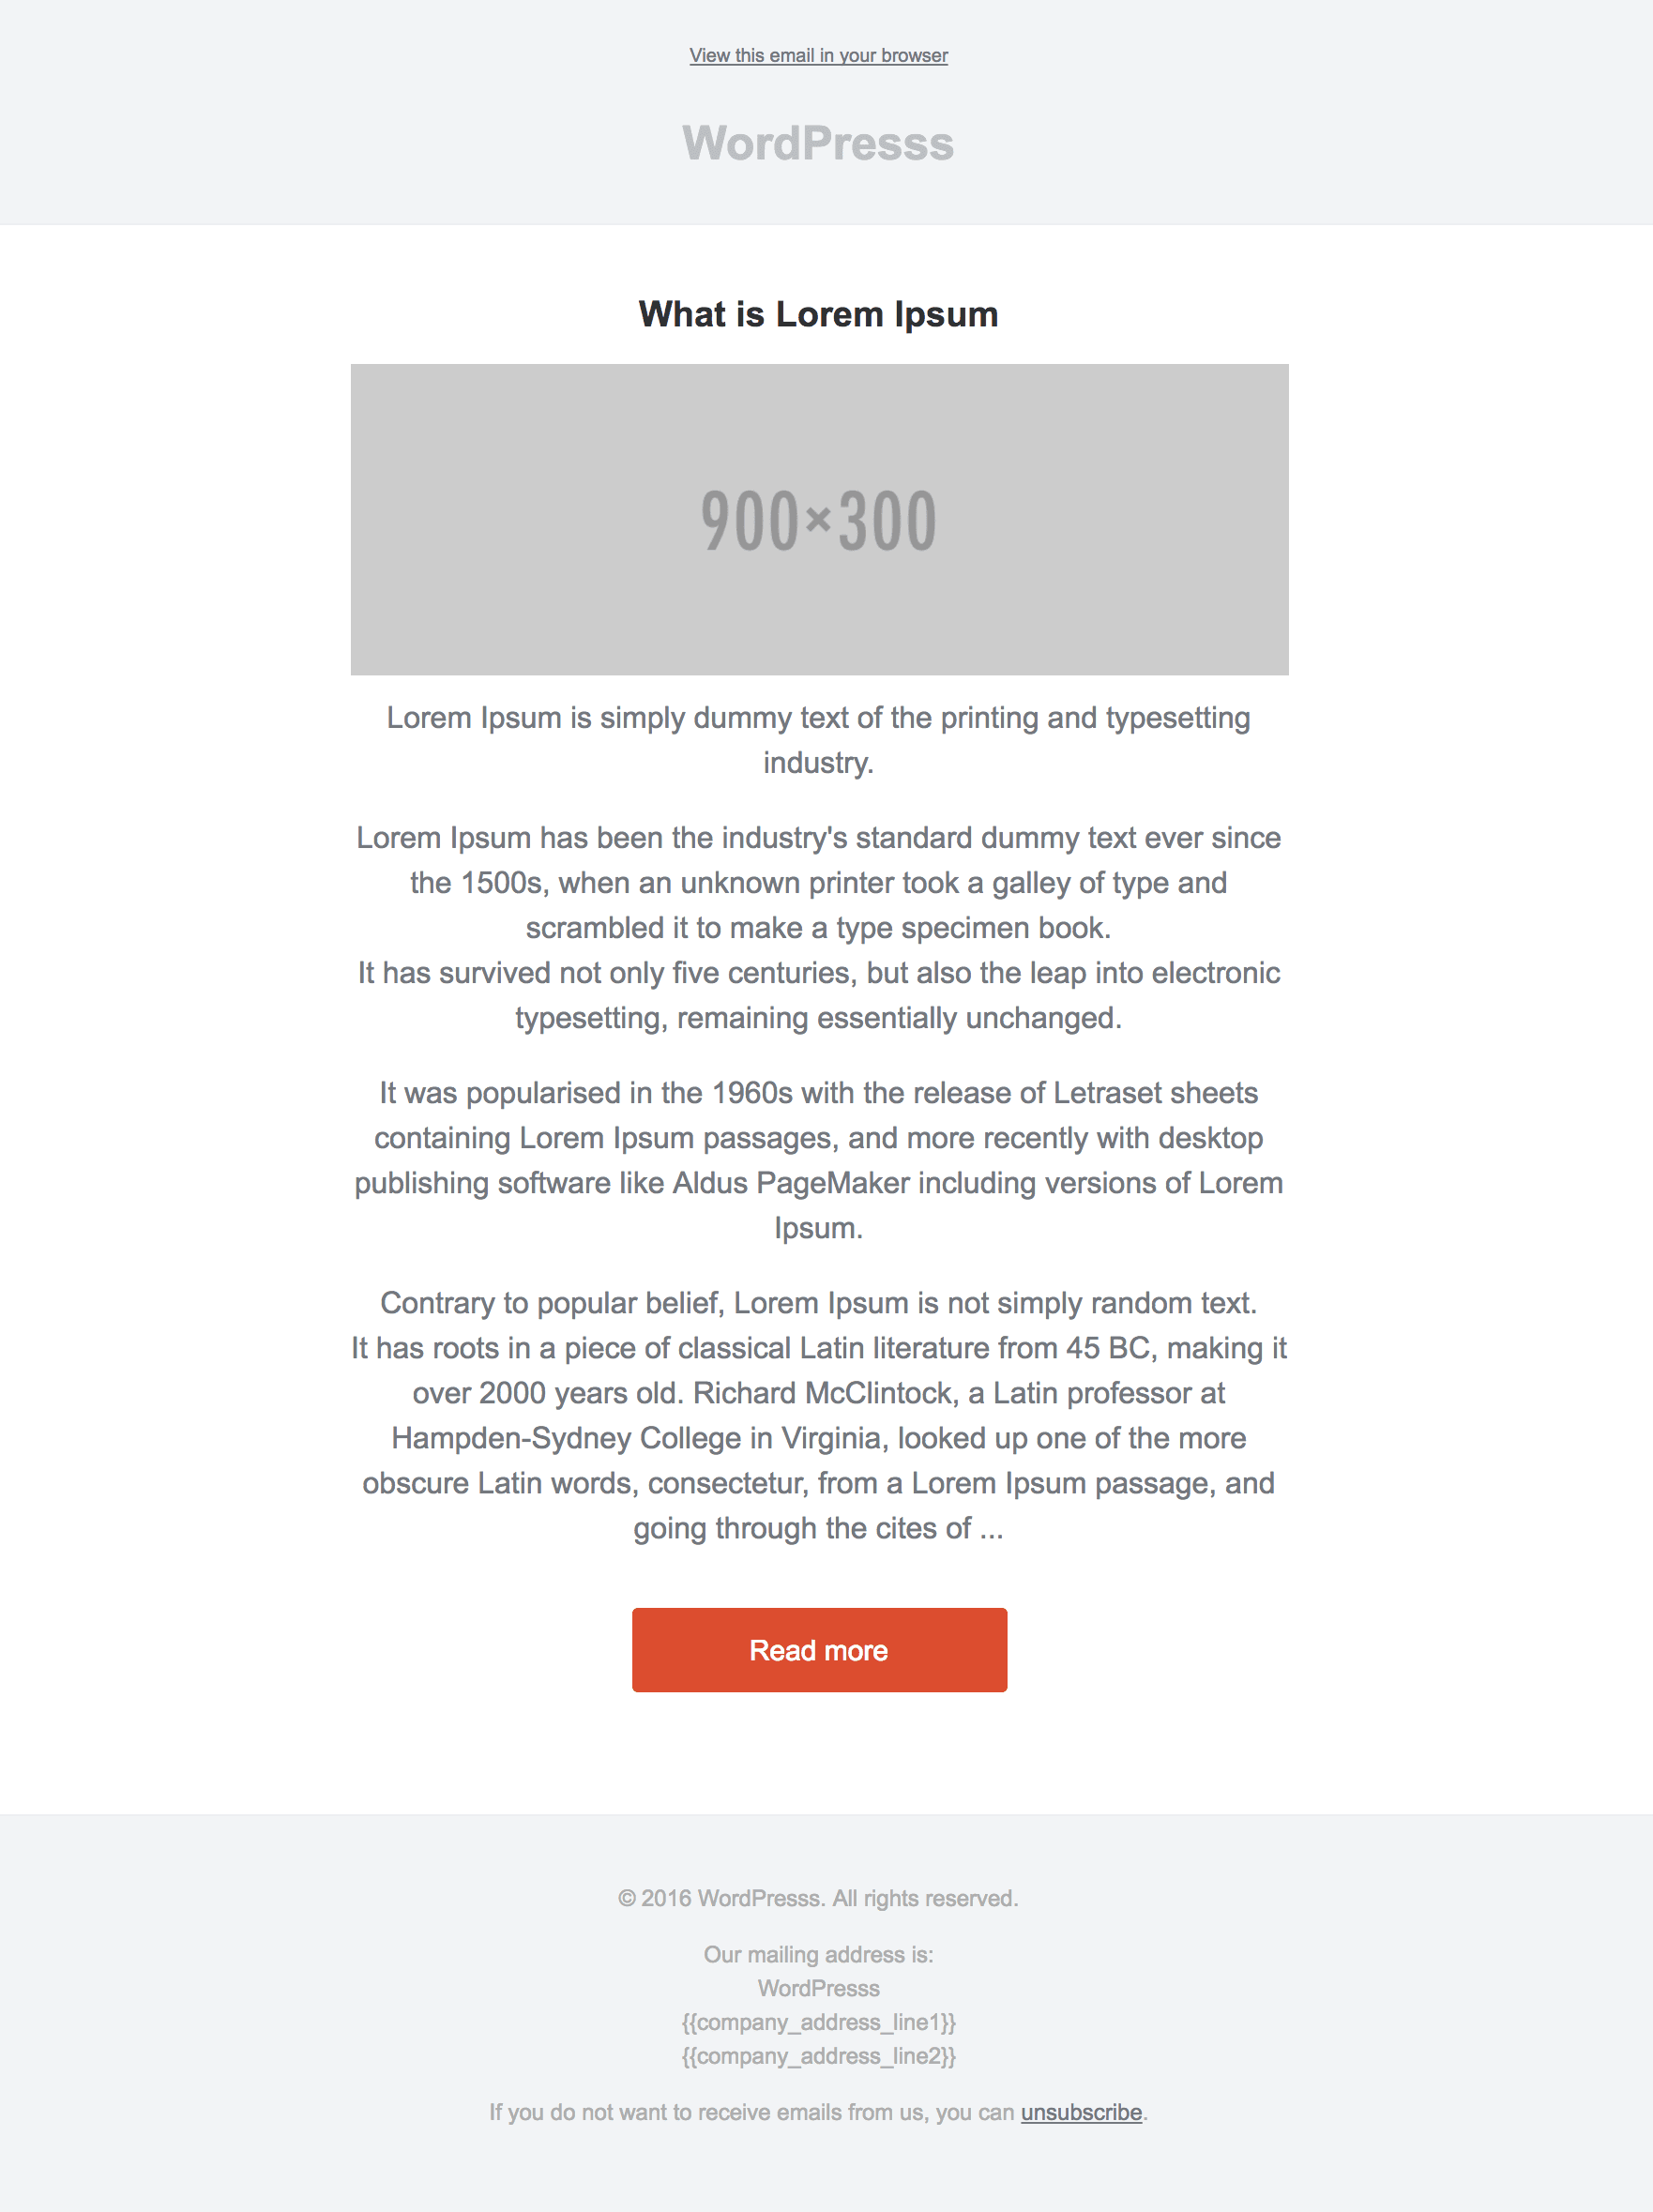 View this email in your browser
WordPresss
What is Lorem Ipsum
900×300
Lorem Ipsum is simply dummy text of the printing and typesetting
industry.
Lorem Ipsum has been the industry's standard dummy text ever since
the 1500s, when an unknown printer took a galley of type and
scrambled it to make a type specimen book.
It has survived not only five centuries, but also the leap into electronic
typesetting, remaining essentially unchanged.
It was popularised in the 1960s with the release of Letraset sheets
containing Lorem Ipsum passages, and more recently with desktop
publishing software like Aldus PageMaker including versions of Lorem
Ipsum.
Contrary to popular belief, Lorem Ipsum is not simply random text.
It has roots in a piece of classical Latin literature from 45 BC, making it
over 2000 years old. Richard McClintock, a Latin professor at
Hampden-Sydney College in Virginia, looked up one of the more
obscure Latin words, consectetur, from a Lorem Ipsum passage, and
going through the cites of ...
Read more
© 2016 WordPresss. All rights reserved.
Our mailing address is:
WordPresss
{{company_address_line1}}
{{company_address_line2}}
If you do not want to receive emails from us, you can unsubscribe.